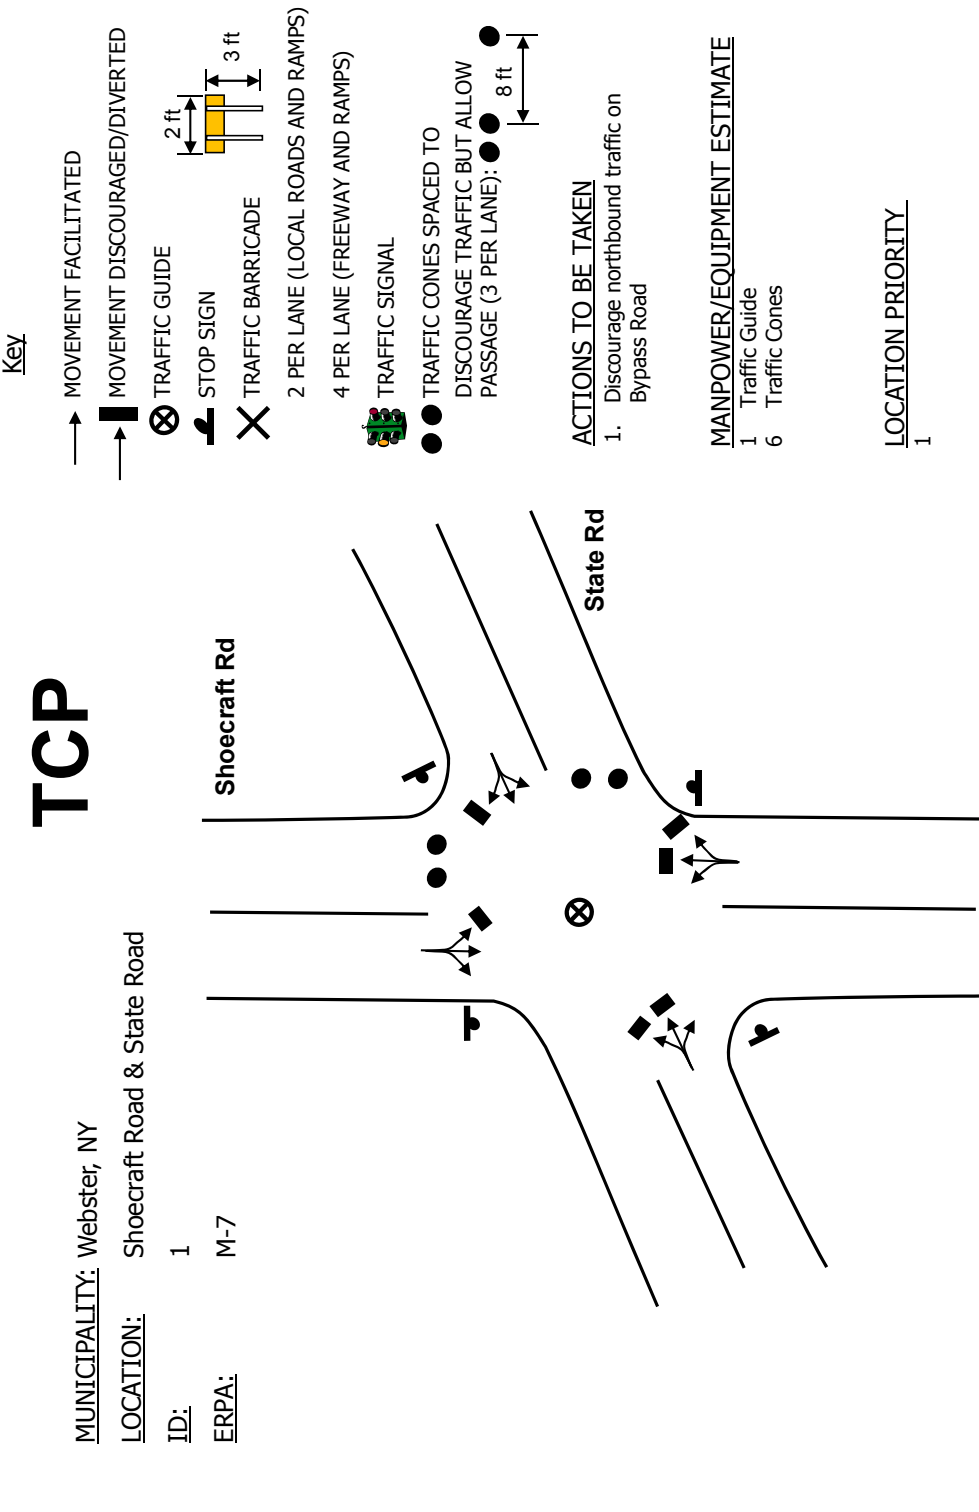 TCP
MUNICIPALITY: Webster, NY
LOCATION: Shoecraft Road & State Road
ID: 1
ERPA: M-7
Shoecraft Rd
State Rd
Key
MOVEMENT FACILITATED
MOVEMENT DISCOURAGED/DIVERTED
TRAFFIC GUIDE
STOP SIGN
TRAFFIC BARRICADE
2 ft
3 ft
2 PER LANE (LOCAL ROADS AND RAMPS)
4 PER LANE (FREEWAY AND RAMPS)
TRAFFIC SIGNAL
TRAFFIC CONES SPACED TO
DISCOURAGE TRAFFIC BUT ALLOW
PASSAGE (3 PER LANE):
8 ft
ACTIONS TO BE TAKEN
1. Discourage northbound traffic on
Bypass Road
MANPOWER/EQUIPMENT ESTIMATE
1 Traffic Guide
6 Traffic Cones
LOCATION PRIORITY
1